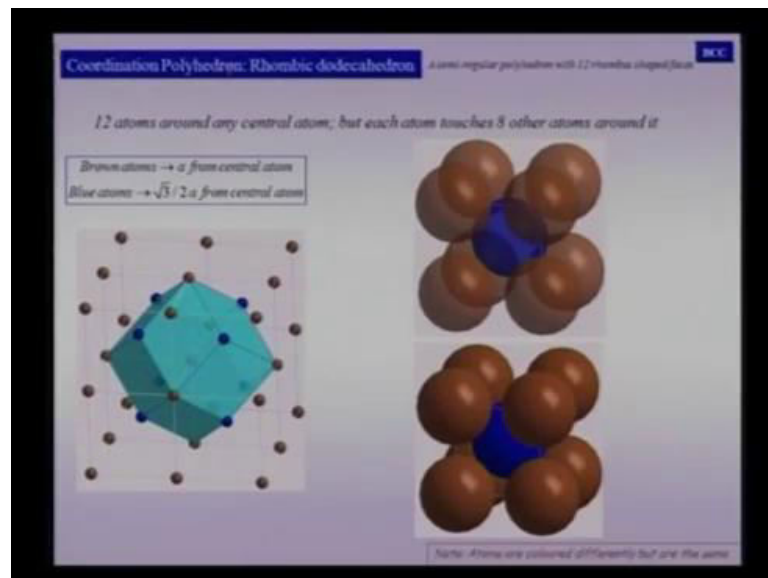 Coordination Polyhedron: Rhombic dodecahedron
A semi-regular polyhedron with 12 rhombus shaped faces
BCC
12 atoms around any central atom; but each atom touches 8 other atoms around it
Brown atoms → a from central atom
Blue atoms → √3 / 2 a from central atom
Note: Atoms are coloured differently but are the same